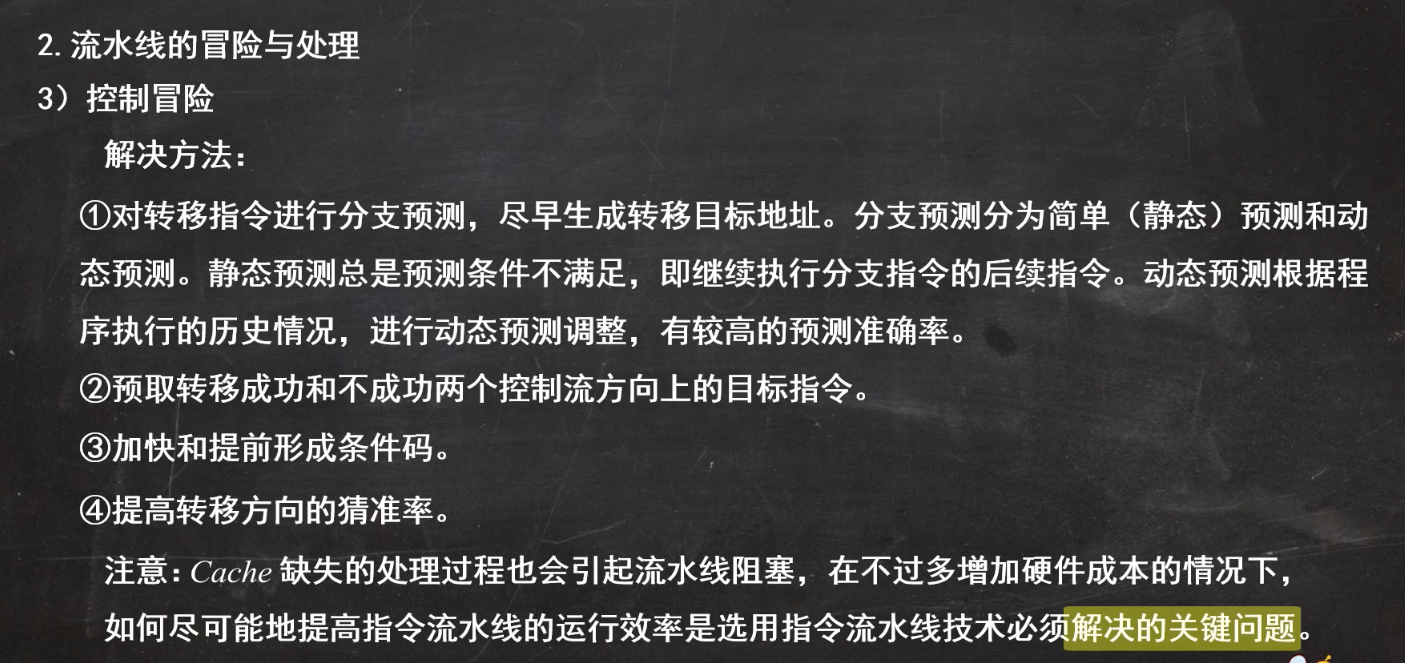 2. 流水线的冒险与处理
3）控制冒险
解决方法：
①对转移指令进行分支预测，尽早生成转移目标地址。分支预测分为简单（静态）预测和动
态预测。静态预测总是预测条件不满足，即继续执行分支指令的后续指令。动态预测根据程
序执行的历史情况，进行动态预测调整，有较高的预测准确率。
②预取转移成功和不成功两个控制流方向上的目标指令。
③加快和提前形成条件码。
④提高转移方向的猜准率。
注意：Cache 缺失的处理过程也会引起流水线阻塞，在不过多增加硬件成本的情况下，
如何尽可能地提高指令流水线的运行效率是选用指令流水线技术必须解决的关键问题。